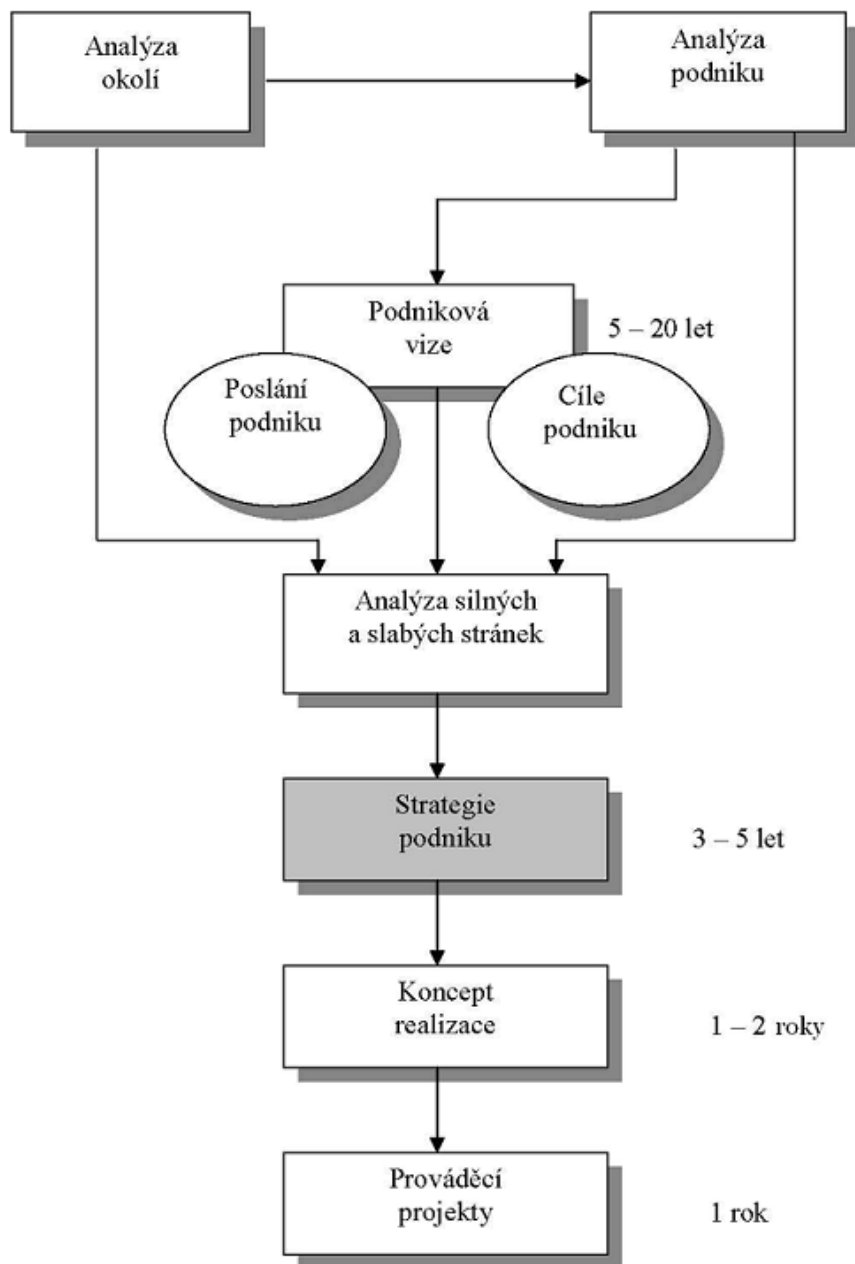 Analýza
okolí
Analýza
podniku
Podniková
vize
5 – 20 let
Poslání
podniku
Cíle
podniku
Analýza silných
a slabých stránek
Strategie
podniku
3 – 5 let
Koncept
realizace
1 – 2 roky
Prováděcí
projekty
1 rok